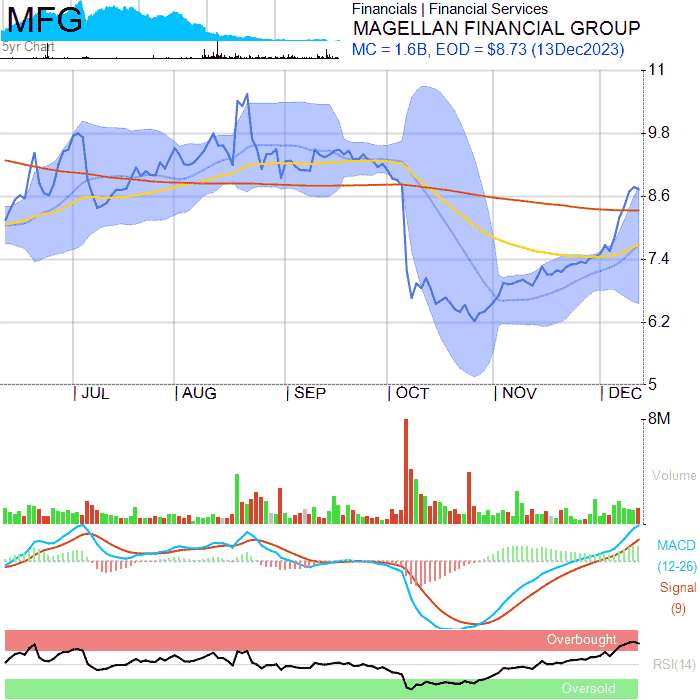 MFG
5yr Chart
Financials | Financial Services
MAGELLAN FINANCIAL GROUP
MC = 1.6B, EOD = $8.73 (13Dec2023)
11
9.8
8.6
7.4
6.2
5
| JUL | AUG | SEP | OCT | NOV | DEC
8M
Volume
MACD
(12-26)
Signal
(9)
Overbought
RSI(14)
Oversold